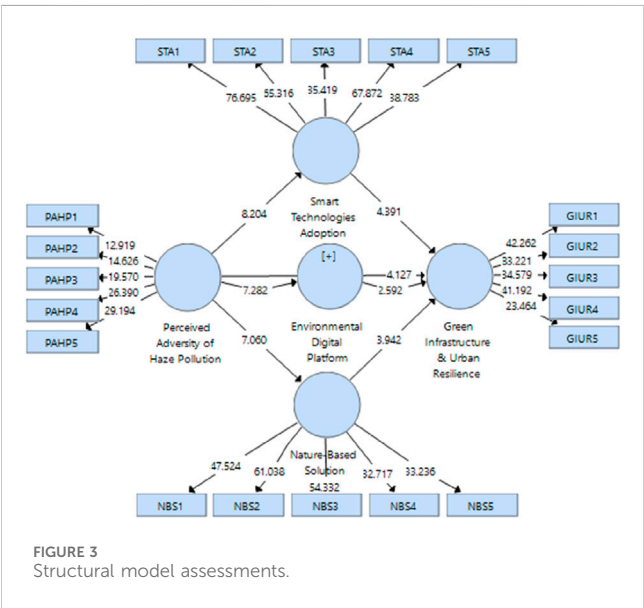 STA1 STA2 STA3 STA4 STA5
76.695 55.316 35.419 67.872 38.783
Smart
Technologies
Adoption
8.204 4.391
PAHP1
PAHP2
PAHP3
PAHP4
PAHP5
12.919
14.626
19.570
26.390
29.194
Perceived
Adversity of
Haze Pollution
[+]
7.282
4.127
2.592
Environmental
Digital
Platform
GIUR1
GIUR2
GIUR3
GIUR4
GIUR5
42.262
33.221
34.579
41.192
23.464
Green
Infrastructure
& Urban
Resilience
7.060 3.942
Nature-Based
Solution
47.524 61.038 54.332 32.717 33.236
NBS1 NBS2 NBS3 NBS4 NBS5
FIGURE 3
Structural model assessments.